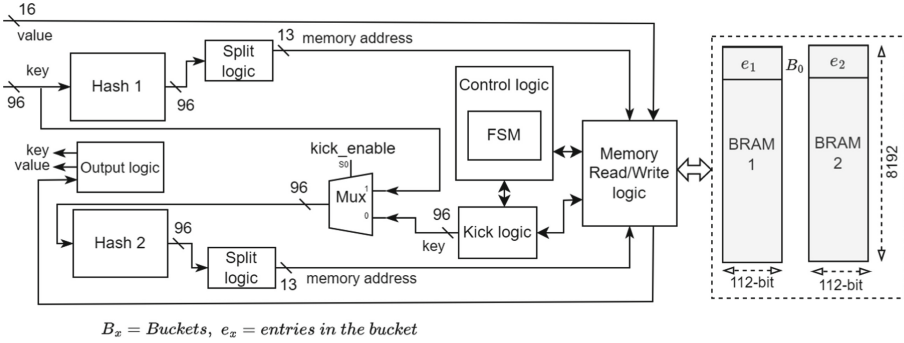 16
value
key
96
Hash 1
96
Split
logic
13
memory address
Control logic
FSM
Memory
Read/Write
logic
e₁
B₀
e₂
BRAM
1
BRAM
2
8192
112-bit
112-bit
key
value
Output logic
kick_enable
S0
Mux
1
0
96
96
key
Kick logic
Hash 2
96
Split
logic
13
memory address
Bₓ = Buckets, eₓ = entries in the bucket